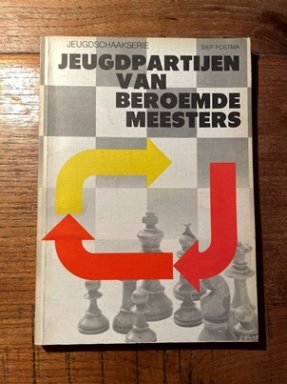 JEUGDSCHAAKSERIE SIEP POSTMA
JEUGDPARTIJEN
VAN
BEROEMDE
MEESTERS